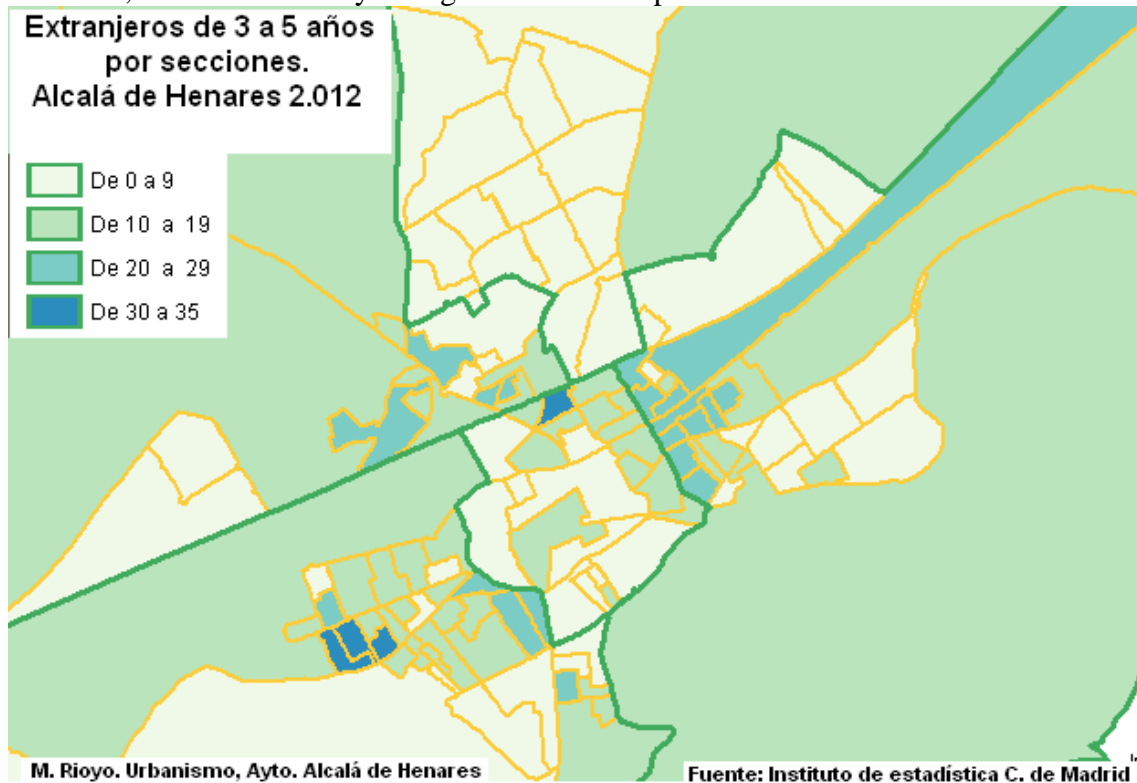 Extranjeros de 3 a 5 años
por secciones.
Alcalá de Henares 2.012
De 0 a 9
De 10 a 19
De 20 a 29
De 30 a 35
M. Rioyo. Urbanismo, Ayto. Alcalá de Henares
Fuente: Instituto de estadística C. de Madrid